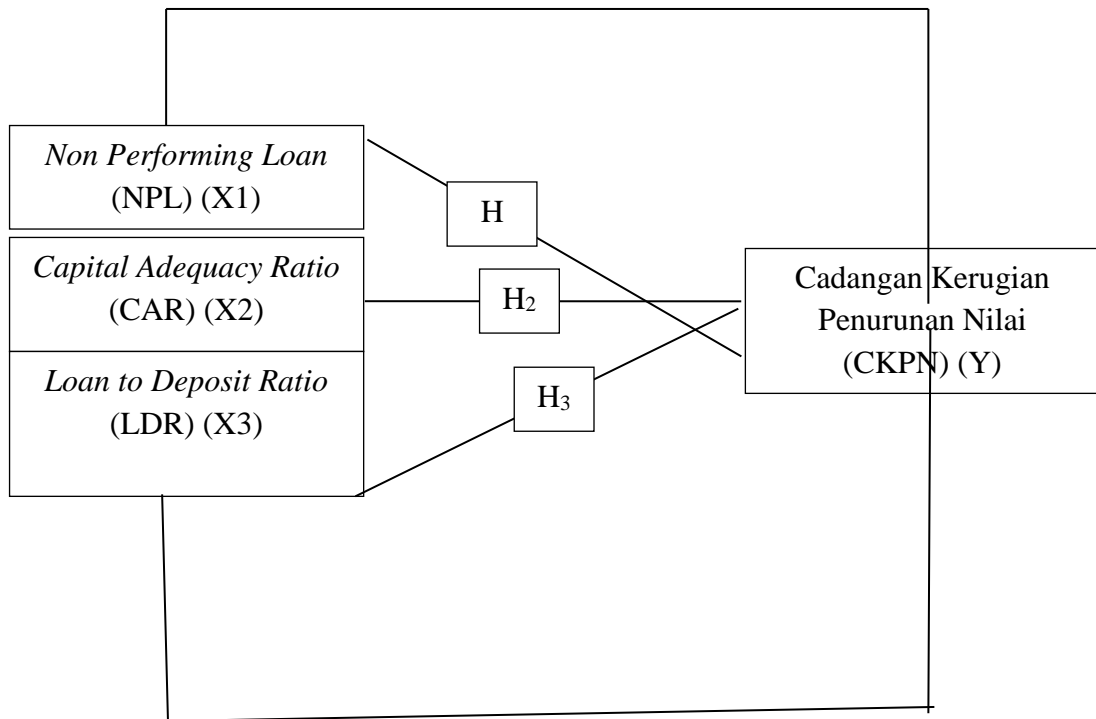 Non Performing Loan
(NPL) (X1)
H
Capital Adequacy Ratio
(CAR) (X2)
H₂
Loan to Deposit Ratio
(LDR) (X3)
H₃
Cadangan Kerugian
Penurunan Nilai
(CKPN) (Y)